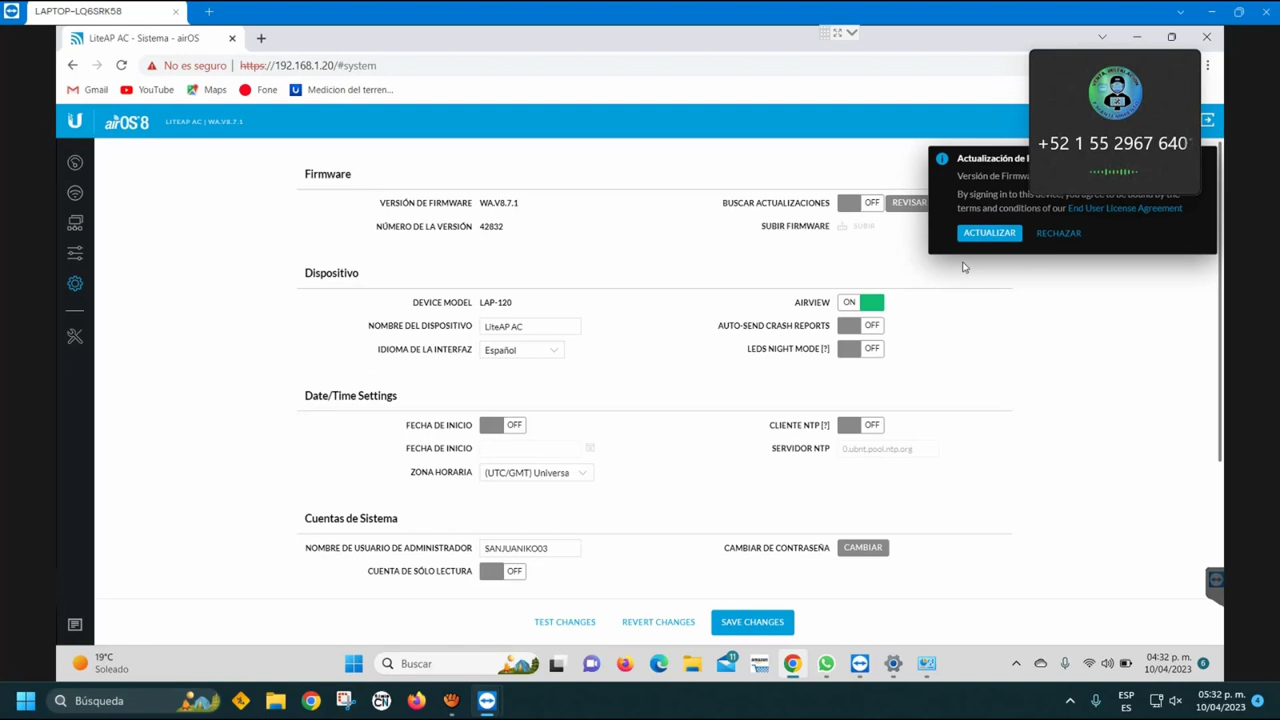 LAPTOP-LQ6SRK58
LiteAP AC - Sistema - airOS
No es seguro
https://192.168.1.20/#system
Gmail
YouTube
Maps
Fone
Medicion del terren...
airOS 8
LITEAP AC | WA.V8.7.1
+52 1 55 2967 640
Actualización de
Versión de Firmwa
By signing in to this device, you agree to be bound by the
terms and conditions of our End User License Agreement
ACTUALIZAR
RECHAZAR
Firmware
VERSIÓN DE FIRMWARE WA.V8.7.1
BUSCAR ACTUALIZACIONES OFF REVISAR
NÚMERO DE LA VERSIÓN 42832
SUBIR FIRMWARE SUBIR
Dispositivo
DEVICE MODEL LAP-120
AIRVIEW ON
NOMBRE DEL DISPOSITIVO LiteAP AC
AUTO-SEND CRASH REPORTS OFF
IDIOMA DE LA INTERFAZ Español
LEDS NIGHT MODE [?] OFF
Date/Time Settings
FECHA DE INICIO OFF
CLIENTE NTP [?] OFF
FECHA DE INICIO
SERVIDOR NTP 0.ubnt.pool.ntp.org
ZONA HORARIA (UTC/GMT) Universa
Cuentas de Sistema
NOMBRE DE USUARIO DE ADMINISTRADOR SANJUANIKO03
CAMBIAR DE CONTRASEÑA CAMBIAR
CUENTA DE SÓLO LECTURA OFF
TEST CHANGES
REVERT CHANGES
SAVE CHANGES
19°C
Soleado
Buscar
11
04:32 p. m.
10/04/2023
6
Búsqueda
ESP
ES
05:32 p. m.
10/04/2023
4